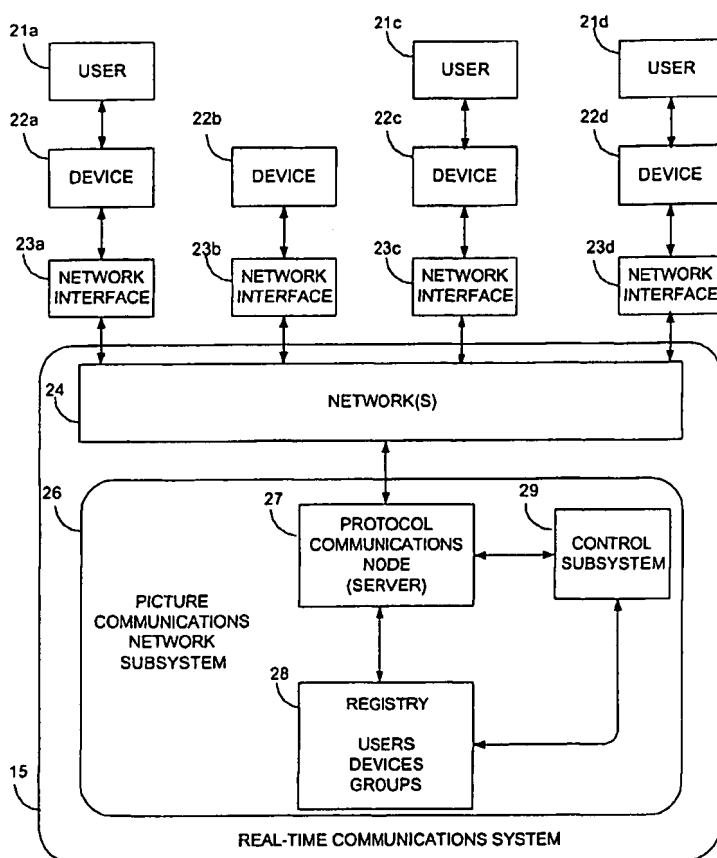 21a
USER
21c
USER
21d
USER
22a
DEVICE
22b
DEVICE
22c
DEVICE
22d
DEVICE
23a
NETWORK
INTERFACE
23b
NETWORK
INTERFACE
23c
NETWORK
INTERFACE
23d
NETWORK
INTERFACE
24
NETWORK(S)
26
27
PROTOCOL
COMMUNICATIONS
NODE
(SERVER)
29
CONTROL
SUBSYSTEM
PICTURE
COMMUNICATIONS
NETWORK
SUBSYSTEM
28
REGISTRY
USERS
DEVICES
GROUPS
15
REAL-TIME COMMUNICATIONS SYSTEM